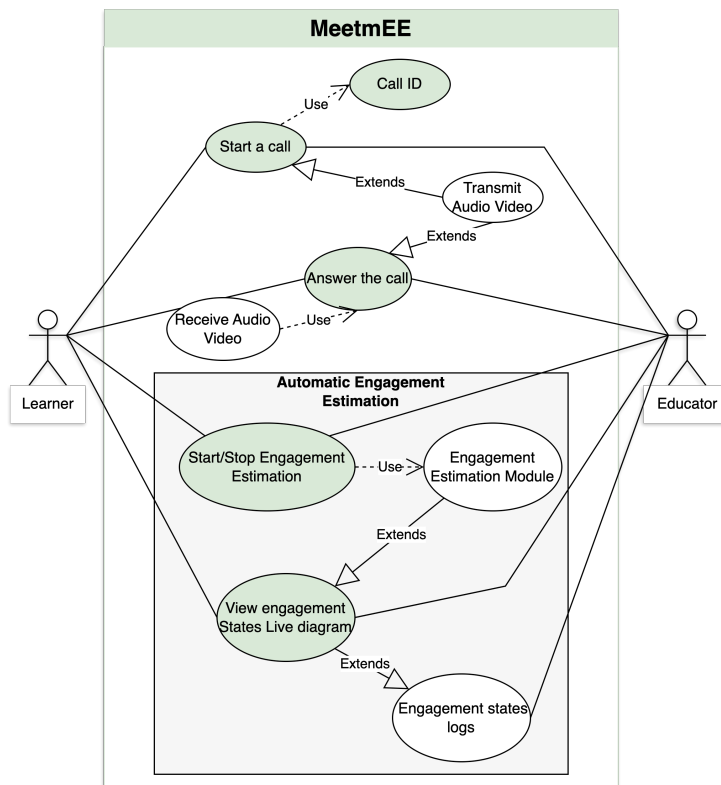 MeetmEE
Call ID
Use
Start a call
Extends
Transmit
Audio Video
Extends
Answer the call
Receive Audio
Video
Use
Learner
Educator
Automatic Engagement
Estimation
Start/Stop Engagement
Estimation
Use
Engagement
Estimation Module
Extends
View engagement
States Live diagram
Extends
Engagement states
logs